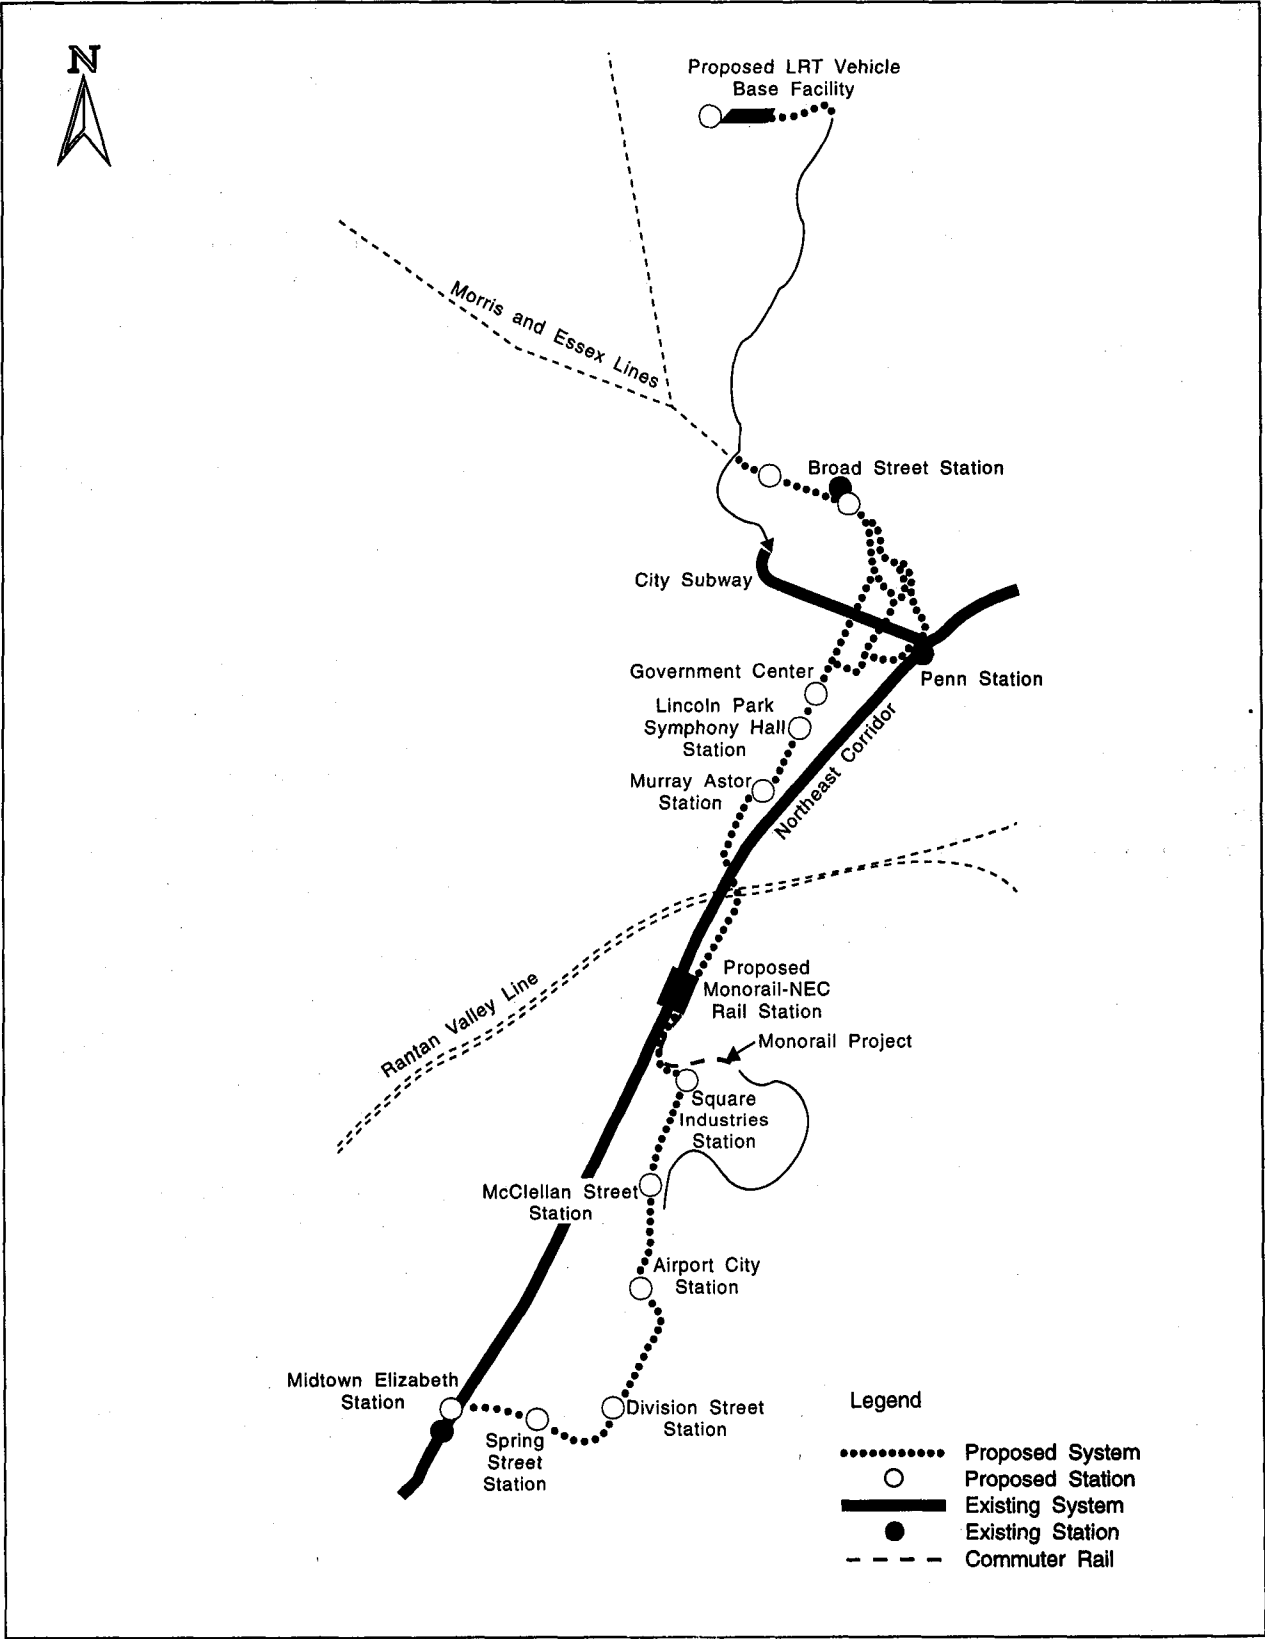 N
Proposed LRT Vehicle
Base Facility
Morris and Essex Lines
Broad Street Station
City Subway
Penn Station
Government Center
Lincoln Park
Symphony Hall
Station
Murray Astor
Station
Northeast Corridor
Rantan Valley Line
Proposed
Monorail-NEC
Rail Station
Monorail Project
Square
Industries
Station
McClellan Street
Station
Airport City
Station
Midtown Elizabeth
Station
Spring
Street
Station
Division Street
Station
Legend
Proposed System
Proposed Station
Existing System
Existing Station
Commuter Rail